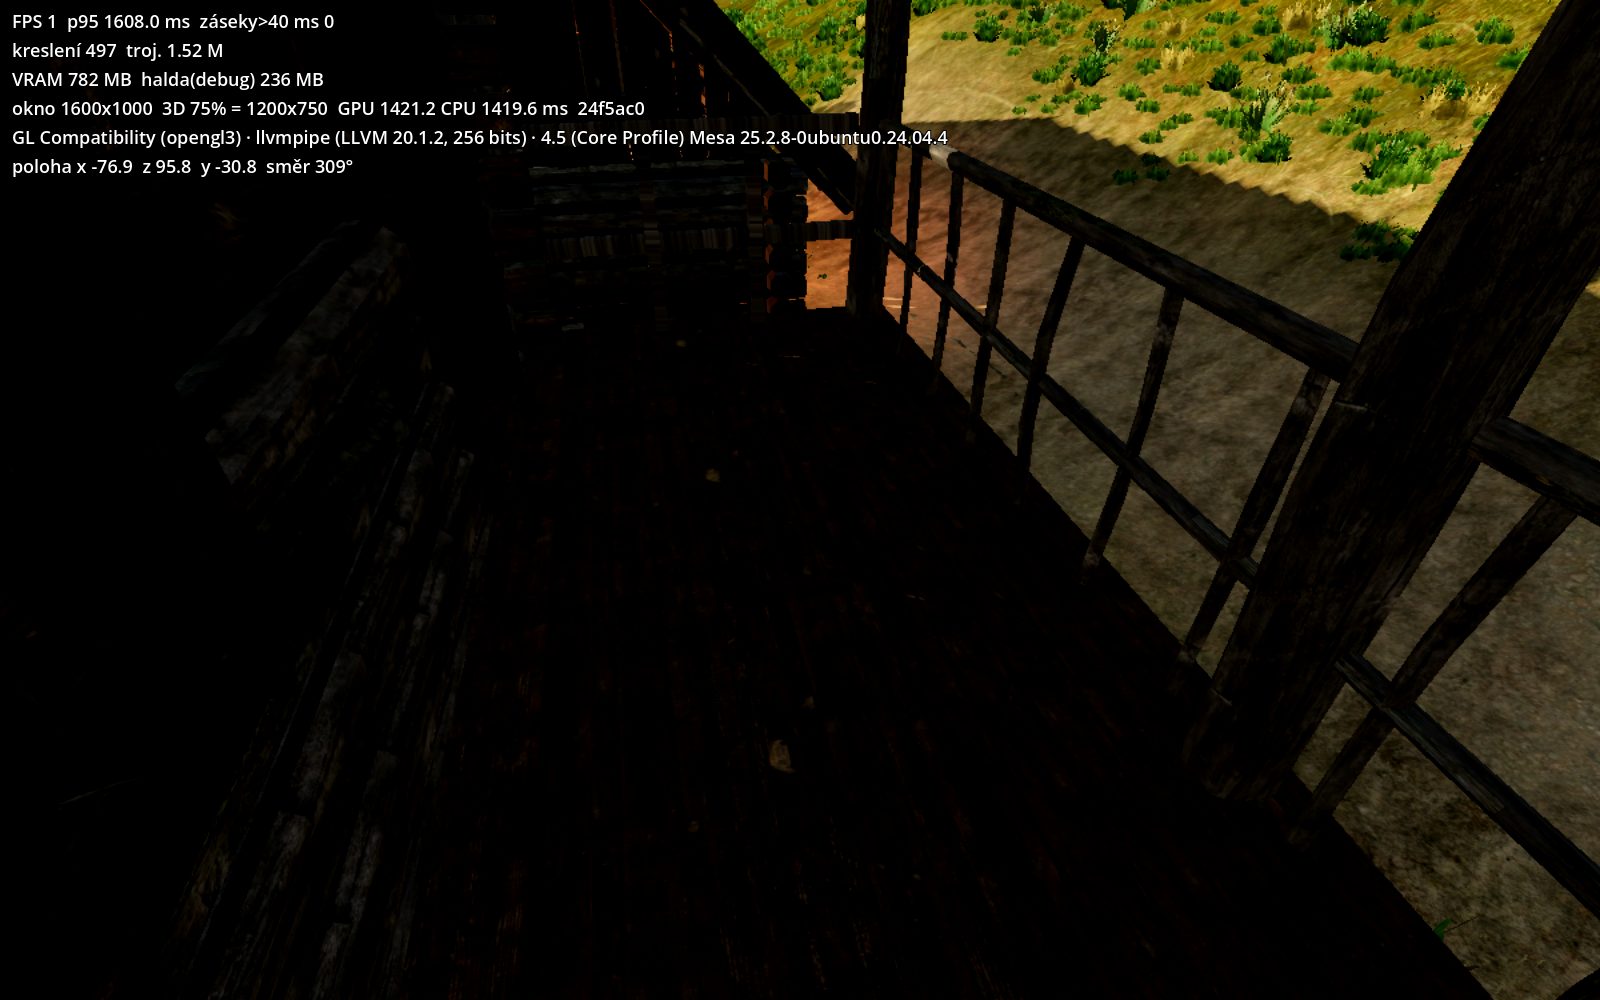 FPS 1  p95 1608.0 ms  záseky>40 ms 0
kreslení 497  troj. 1.52 M
VRAM 782 MB  halda(debug) 236 MB
okno 1600x1000  3D 75% = 1200x750  GPU 1421.2 CPU 1419.6 ms  24f5ac0
GL Compatibility (opengl3) · llvmpipe (LLVM 20.1.2, 256 bits) · 4.5 (Core Profile) Mesa 25.2.8-0ubuntu0.24.04.4
poloha x -76.9  z 95.8  y -30.8  směr 309°